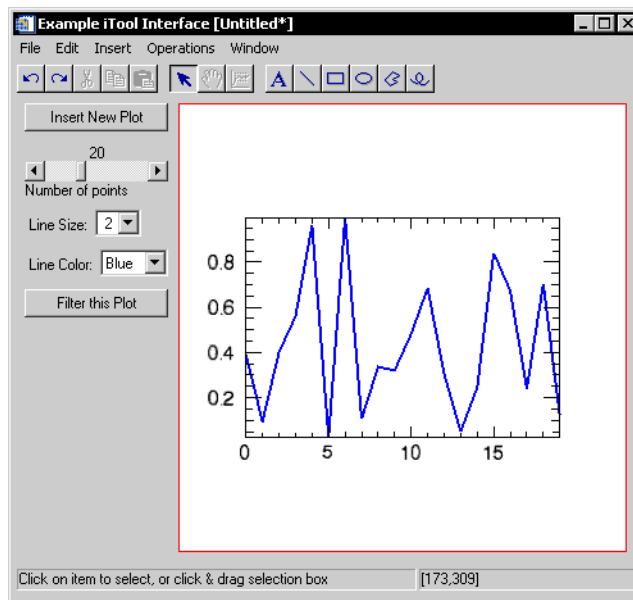 Example iTool Interface [Untitled*]
File Edit Insert Operations Window
A
Insert New Plot
20
Number of points
Line Size: 2
Line Color: Blue
Filter this Plot
0.8
0.6
0.4
0.2
0 5 10 15
Click on item to select, or click & drag selection box [173,309]